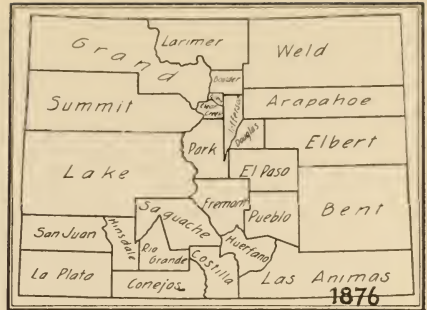 Larimer
Grand
Weld
Boulder
Summit
Gilpin
Clear
Creek
Jefferson
Arapahoe
Douglas
Elbert
Park
Lake
El Paso
Bent
Saguache
Fremont
Pueblo
San Juan
Hinsdale
Rio
Grande
Huerfano
Costilla
La Plata
Conejos
Las Animas
1876